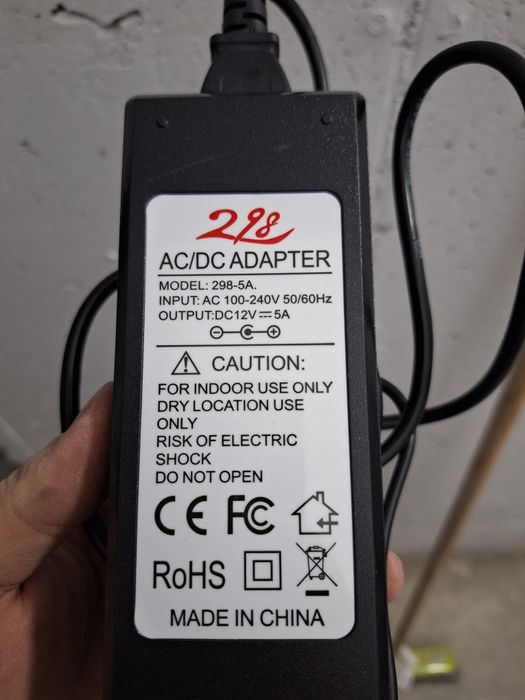 298
AC/DC ADAPTER
MODEL: 298-5A.
INPUT: AC 100-240V 50/60Hz
OUTPUT:DC12V⎓5A
CAUTION:
FOR INDOOR USE ONLY
DRY LOCATION USE
ONLY
RISK OF ELECTRIC
SHOCK
DO NOT OPEN
CE FC
RoHS
MADE IN CHINA